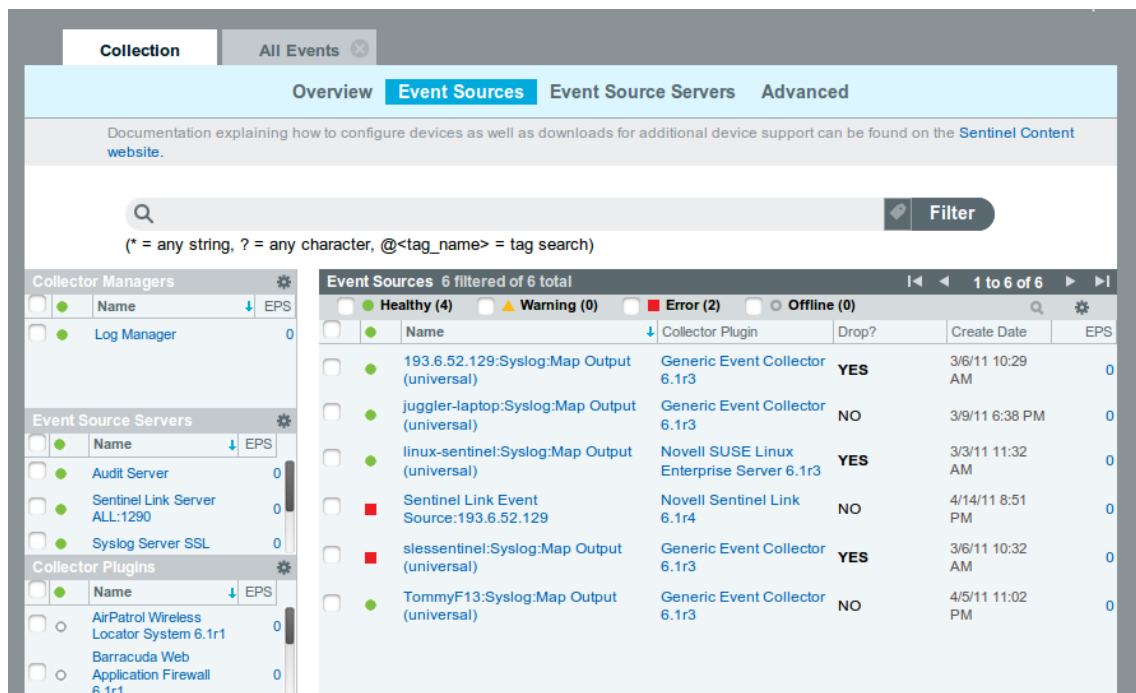 Collection
All Events
Overview Event Sources Event Source Servers Advanced
Documentation explaining how to configure devices as well as downloads for additional device support can be found on the Sentinel Content
website.
Filter
(* = any string, ? = any character, @<tag_name> = tag search)
Collector Managers
Name EPS
Log Manager 0
Event Source Servers
Name EPS
Audit Server 0
Sentinel Link Server
ALL:1290 0
Syslog Server SSL 0
Collector Plugins
Name EPS
AirPatrol Wireless
Locator System 6.1r1 0
Barracuda Web
Application Firewall 0
6.1r1
Event Sources 6 filtered of 6 total 1 to 6 of 6
Healthy (4) Warning (0) Error (2) Offline (0)
Name Collector Plugin Drop? Create Date EPS
193.6.52.129:Syslog:Map Output Generic Event Collector YES 3/6/11 10:29 0
(universal) 6.1r3 AM
juggler-laptop:Syslog:Map Output Generic Event Collector NO 3/9/11 6:38 PM 0
(universal) 6.1r3
linux-sentinel:Syslog:Map Output Novell SUSE Linux YES 3/3/11 11:32 0
(universal) Enterprise Server 6.1r3 AM
Sentinel Link Event Novell Sentinel Link NO 4/14/11 8:51 0
Source:193.6.52.129 6.1r4 PM
slessentinel:Syslog:Map Output Generic Event Collector YES 3/6/11 10:32 0
(universal) 6.1r3 AM
TommyF13:Syslog:Map Output Generic Event Collector NO 4/5/11 11:02 0
(universal) 6.1r3 PM